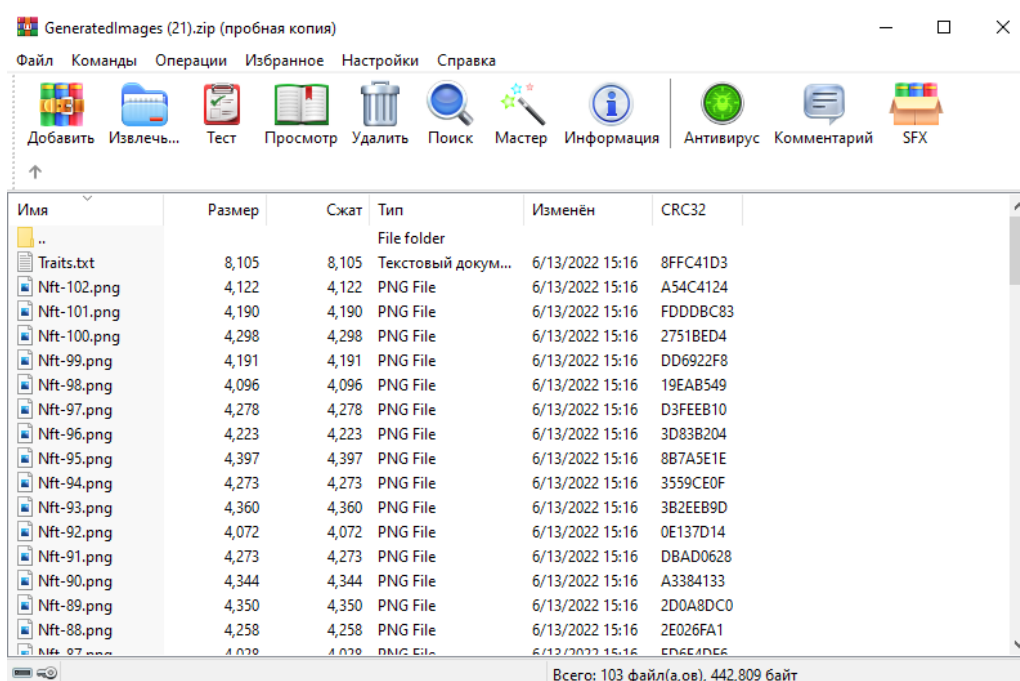 GeneratedImages (21).zip (пробная копия)
Файл Команды Операции Избранное Настройки Справка
Добавить Извлечь... Тест Просмотр Удалить Поиск Мастер Информация Антивирус Комментарий SFX
Имя Размер Сжат Тип Изменён CRC32
.. File folder
Traits.txt 8,105 8,105 Текстовый докум... 6/13/2022 15:16 8FFC41D3
Nft-102.png 4,122 4,122 PNG File 6/13/2022 15:16 A54C4124
Nft-101.png 4,190 4,190 PNG File 6/13/2022 15:16 FDDDBC83
Nft-100.png 4,298 4,298 PNG File 6/13/2022 15:16 2751BED4
Nft-99.png 4,191 4,191 PNG File 6/13/2022 15:16 DD6922F8
Nft-98.png 4,096 4,096 PNG File 6/13/2022 15:16 19EAB549
Nft-97.png 4,278 4,278 PNG File 6/13/2022 15:16 D3FEEB10
Nft-96.png 4,223 4,223 PNG File 6/13/2022 15:16 3D83B204
Nft-95.png 4,397 4,397 PNG File 6/13/2022 15:16 8B7A5E1E
Nft-94.png 4,273 4,273 PNG File 6/13/2022 15:16 3559CE0F
Nft-93.png 4,360 4,360 PNG File 6/13/2022 15:16 3B2EEB9D
Nft-92.png 4,072 4,072 PNG File 6/13/2022 15:16 0E137D14
Nft-91.png 4,273 4,273 PNG File 6/13/2022 15:16 DBAD0628
Nft-90.png 4,344 4,344 PNG File 6/13/2022 15:16 A3384133
Nft-89.png 4,350 4,350 PNG File 6/13/2022 15:16 2D0A8DC0
Nft-88.png 4,258 4,258 PNG File 6/13/2022 15:16 2E026FA1
Nft-87.png 4,028 4,028 PNG File 6/13/2022 15:16
Всего: 103 файл(а,ов), 442,809 байт